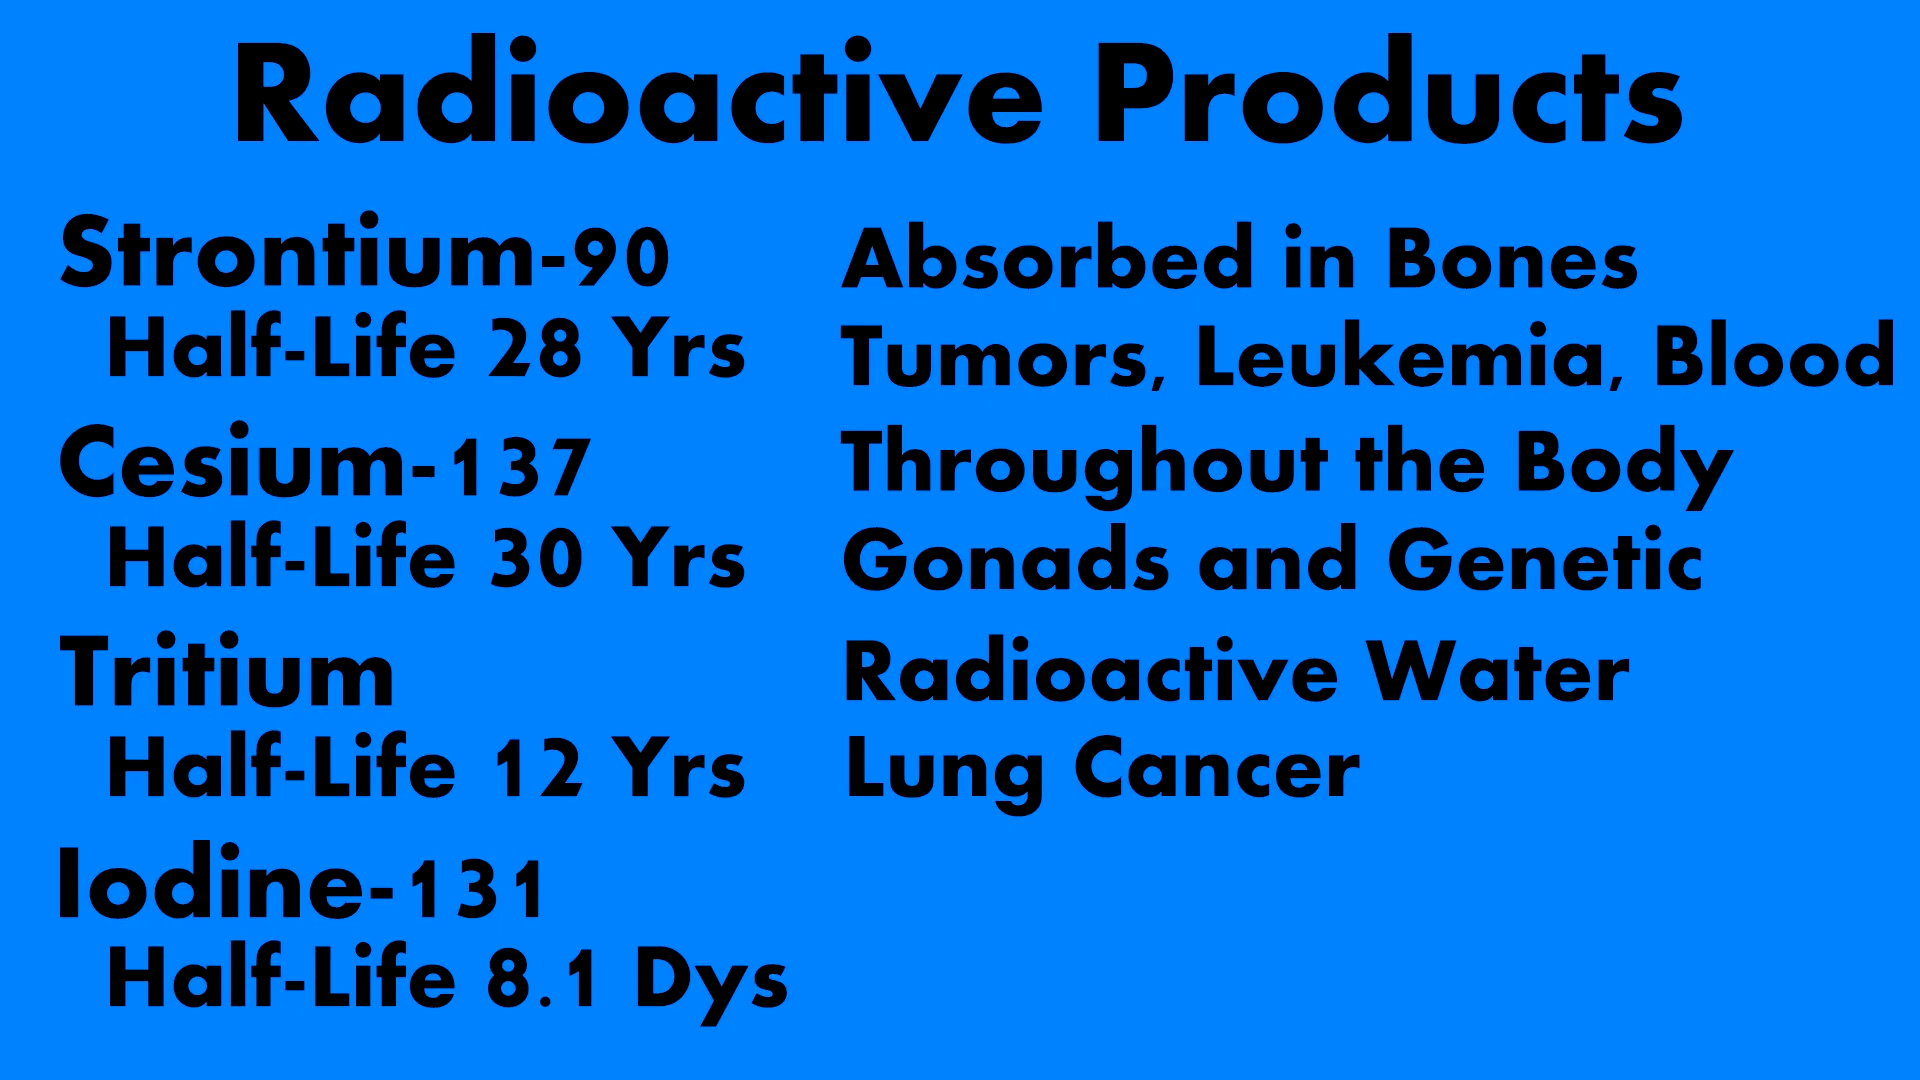 Radioactive Products
Strontium-90
Half-Life 28 Yrs
Absorbed in Bones
Tumors, Leukemia, Blood
Cesium-137
Half-Life 30 Yrs
Throughout the Body
Gonads and Genetic
Tritium
Half-Life 12 Yrs
Radioactive Water
Lung Cancer
Iodine-131
Half-Life 8.1 Dys